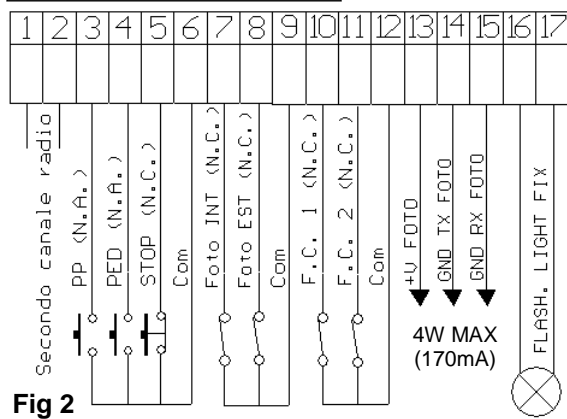 1 2 3 4 5 6 7 8 9 10 11 12 13 14 15 16 17
Secondo canale radio
PP (N.A.)
PED (N.A.)
STOP (N.C.)
Com
Foto INT (N.C.)
Foto EST (N.C.)
Com
F.C. 1 (N.C.)
F.C. 2 (N.C.)
Com
+V FOTO
GND TX FOTO
GND RX FOTO
FLASH. LIGHT FIX
4W MAX
(170mA)
Fig 2